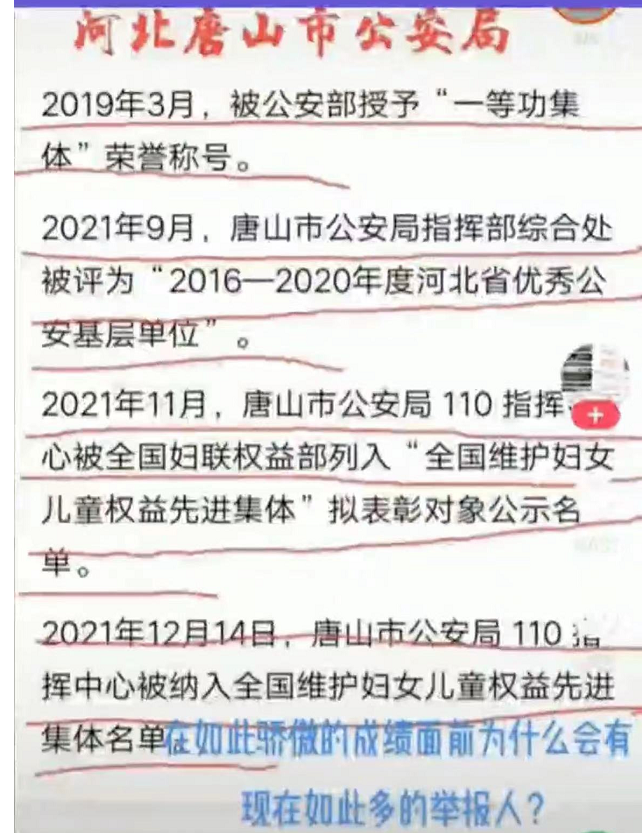 河北唐山市公安局
2019年3月，被公安部授予“一等功集
体”荣誉称号。
2021年9月，唐山市公安局指挥部综合处
被评为“2016—2020年度河北省优秀公
安基层单位”。
2021年11月，唐山市公安局 110 指挥
心被全国妇联权益部列入“全国维护妇女
儿童权益先进集体”拟表彰对象公示名
单。
2021年12月14日，唐山市公安局 110 指
挥中心被纳入全国维护妇女儿童权益先进
集体名单。
在如此骄傲的成绩面前为什么会有
现在如此多的举报人？